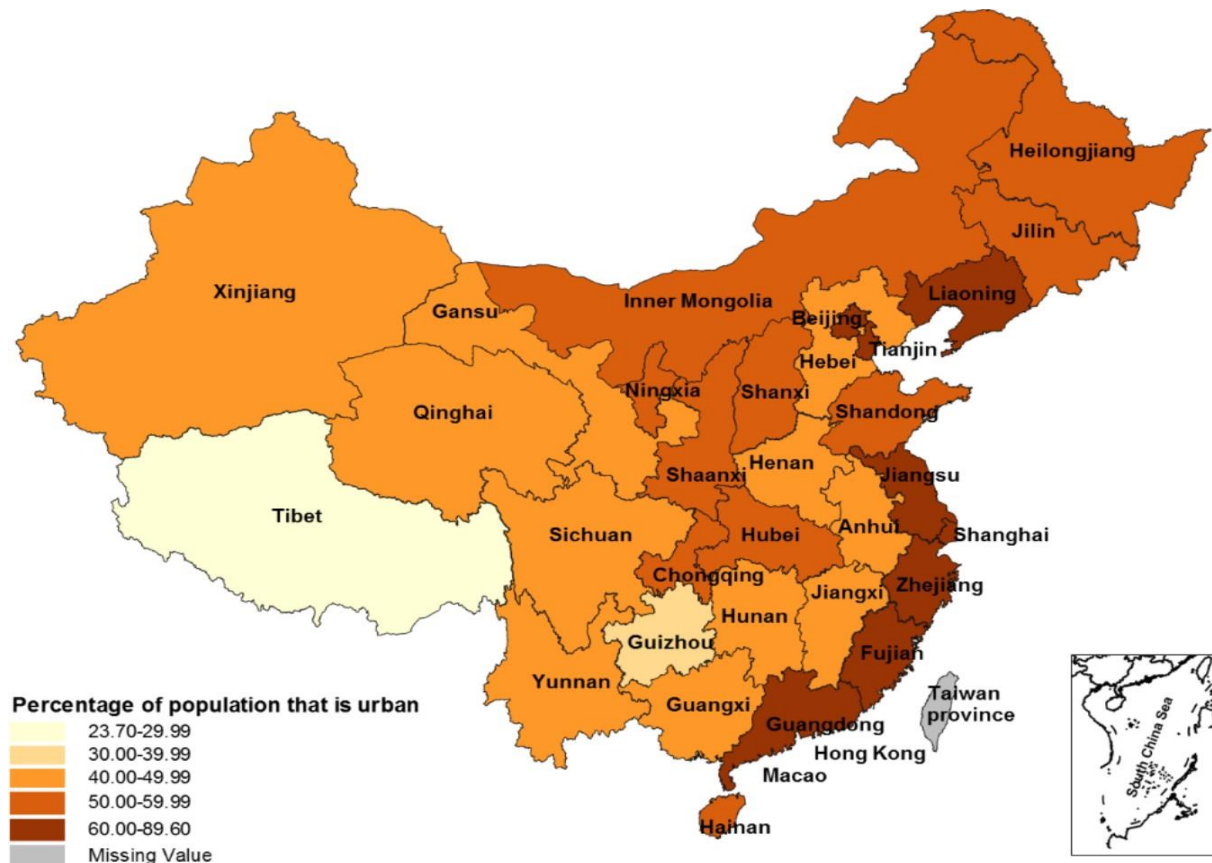 Heilongjiang
Jilin
Xinjiang
Inner Mongolia
Liaoning
Gansu
Beijing
Tianjin
Hebei
Ningxia
Shanxi
Qinghai
Shandong
Henan
Shaanxi
Jiangsu
Tibet
Sichuan
Hubei
Anhui
Shanghai
Chongqing
Zhejiang
Jiangxi
Hunan
Guizhou
Fujian
Yunnan
Guangxi
Taiwan
province
Guangdong
Hong Kong
Macao
Hainan
Percentage of population that is urban
23.70-29.99
30.00-39.99
40.00-49.99
50.00-59.99
60.00-89.60
Missing Value
South China Sea